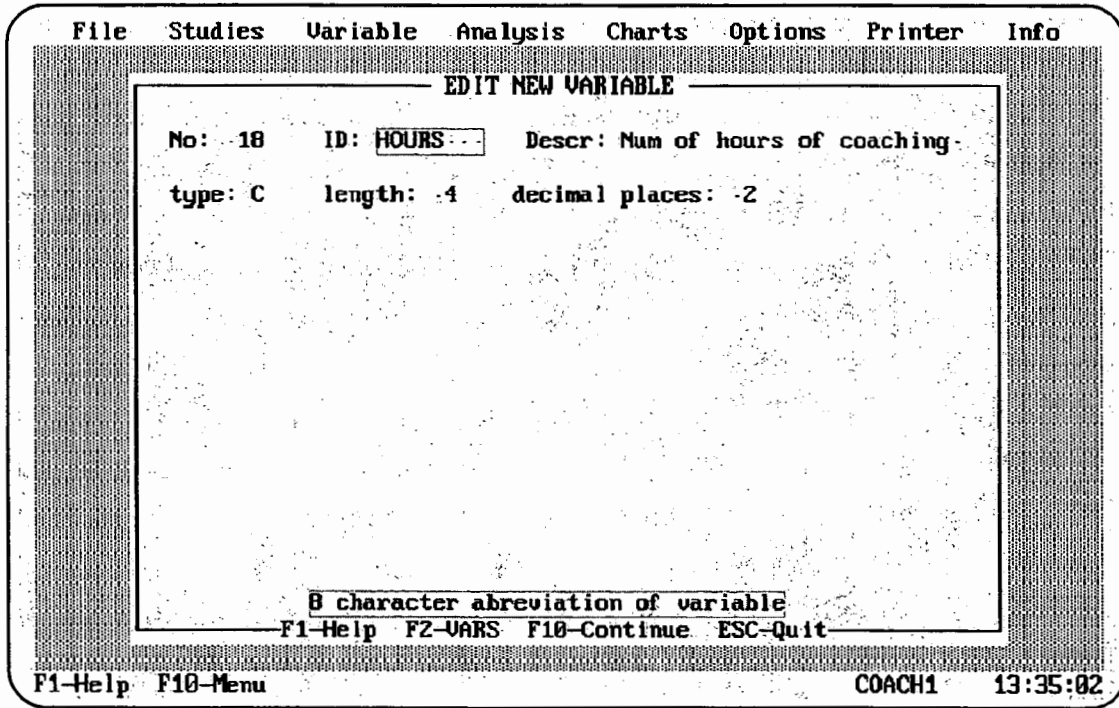 File Studies Variable Analysis Charts Options Printer Info
EDIT NEW VARIABLE
No: 18 ID: HOURS Descr: Num of hours of coaching
type: C length: 4 decimal places: 2
8 character abreviation of variable
F1-Help F2-VARS F10-Continue ESC-Quit
F1-Help F10-Menu COACH1 13:35:02